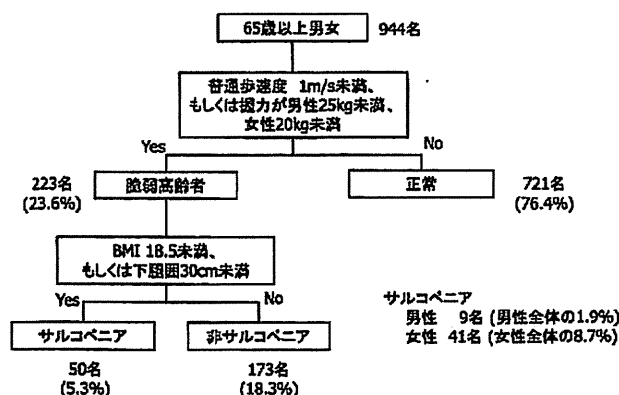 65歳以上男女 944名
普通歩速度 1m/s未満、
もしくは握力が男性25kg未満、
女性20kg未満
Yes No
223名 脆弱高齢者 正常 721名
(23.6%) (76.4%)
BMI 18.5未満、
もしくは下腿囲30cm未満
Yes No
サルコペニア 非サルコペニア
50名 173名
(5.3%) (18.3%)
サルコペニア
男性 9名 (男性全体の1.9%)
女性 41名 (女性全体の8.7%)